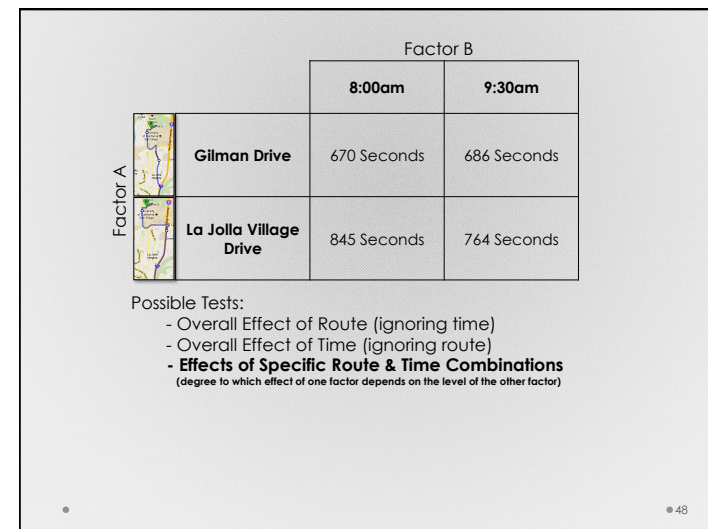 Factor B
8:00am 9:30am
Factor A
Gilman Drive 670 Seconds 686 Seconds
La Jolla Village
Drive 845 Seconds 764 Seconds
Possible Tests:
- Overall Effect of Route (ignoring time)
- Overall Effect of Time (ignoring route)
- Effects of Specific Route & Time Combinations
(degree to which effect of one factor depends on the level of the other factor)
48